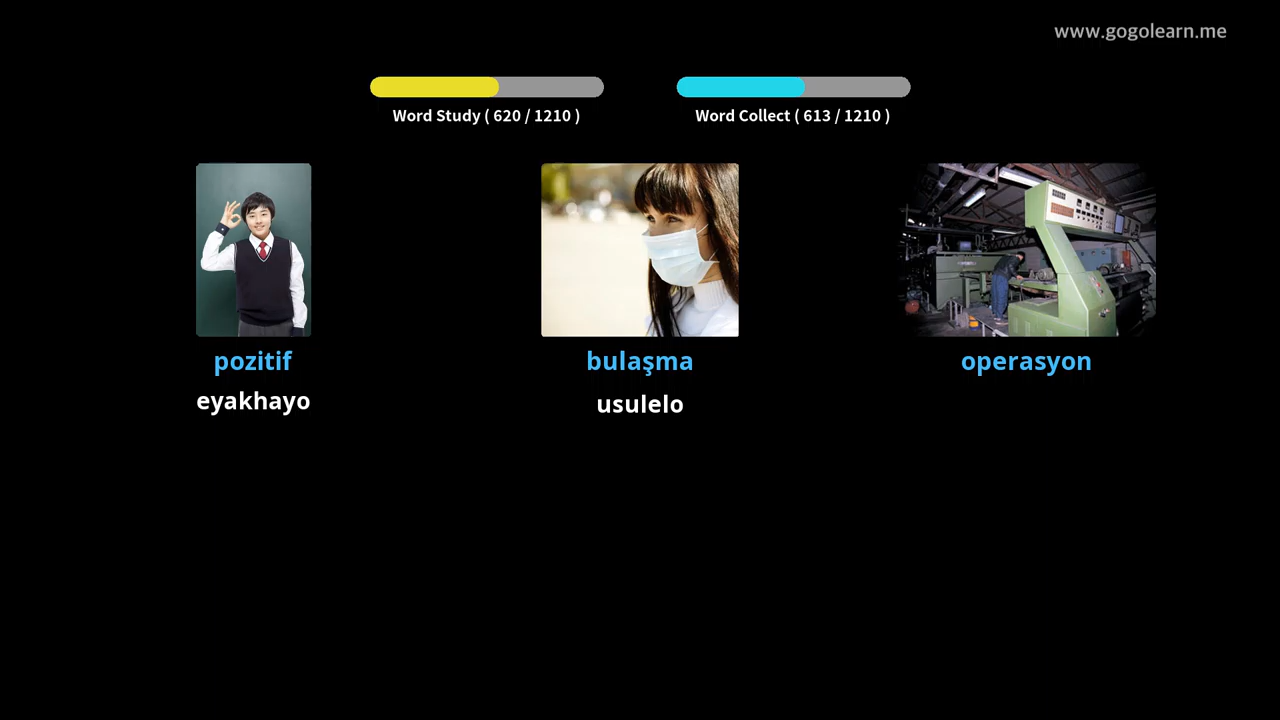 www.gogolearn.me
Word Study ( 620 / 1210 )
Word Collect ( 613 / 1210 )
pozitif
bulaşma
operasyon
eyakhayo
usulelo